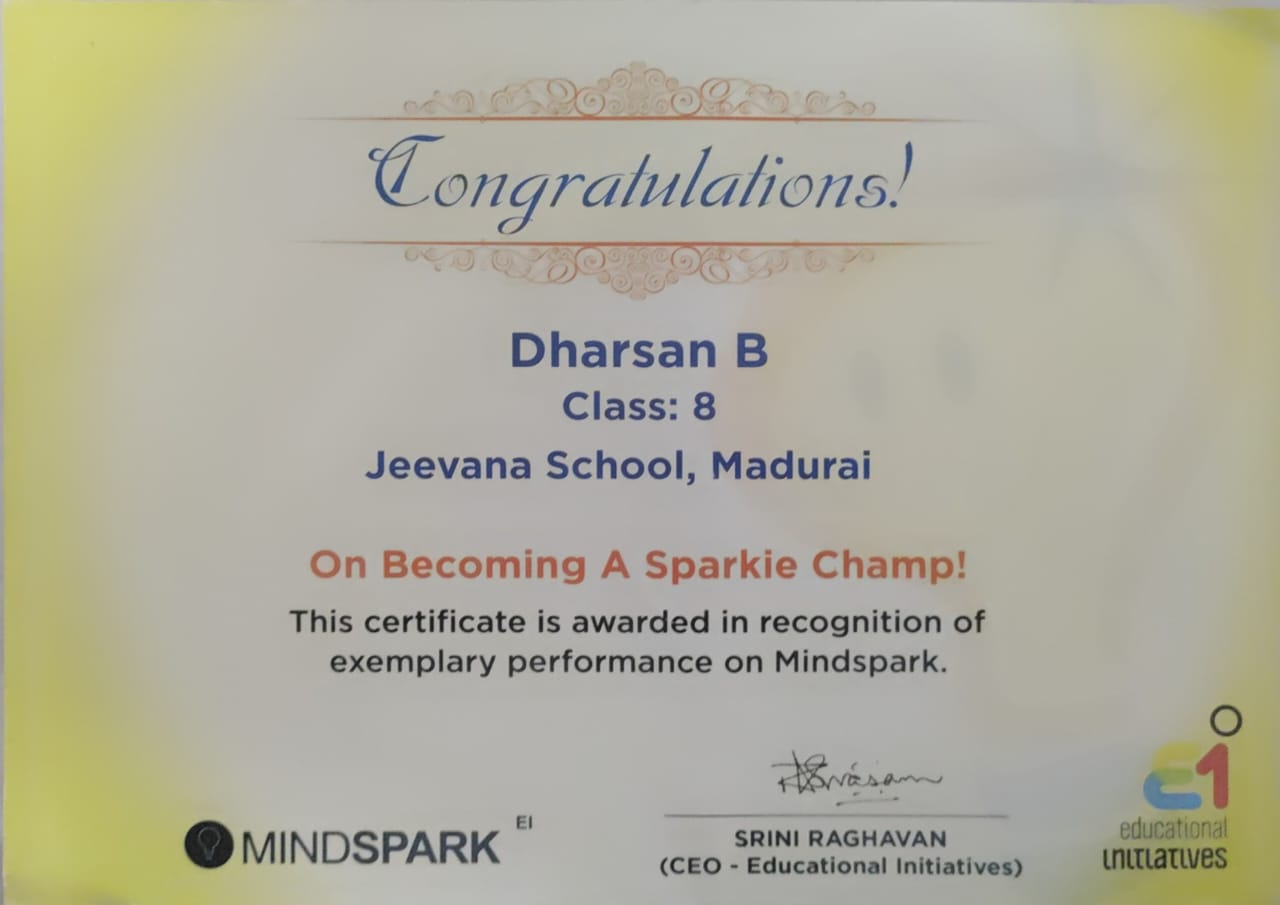 Congratulations!
Dharsan B
Class: 8
Jeevana School, Madurai
On Becoming A Sparkie Champ!
This certificate is awarded in recognition of
exemplary performance on Mindspark.
MINDSPARK EI
SRINI RAGHAVAN
(CEO - Educational Initiatives)
ei
educational
initiatives